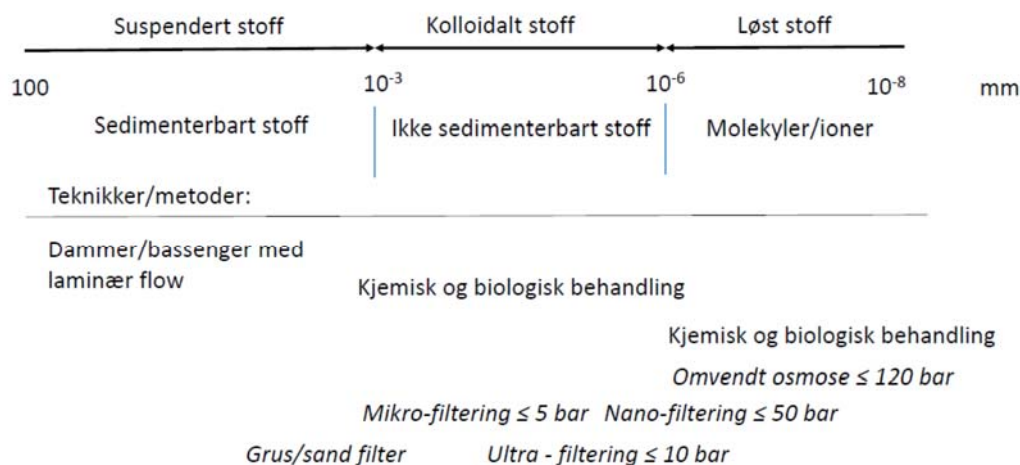 Suspendert stoff Kolloidalt stoff Løst stoff
100 10⁻³ 10⁻⁶ 10⁻⁸ mm
Sedimenterbart stoff Ikke sedimenterbart stoff Molekyler/ioner
Teknikker/metoder:
Dammer/bassenger med
laminær flow
Kjemisk og biologisk behandling
Kjemisk og biologisk behandling
Omvendt osmose ≤ 120 bar
Mikro-filtering ≤ 5 bar Nano-filtering ≤ 50 bar
Grus/sand filter Ultra - filtering ≤ 10 bar